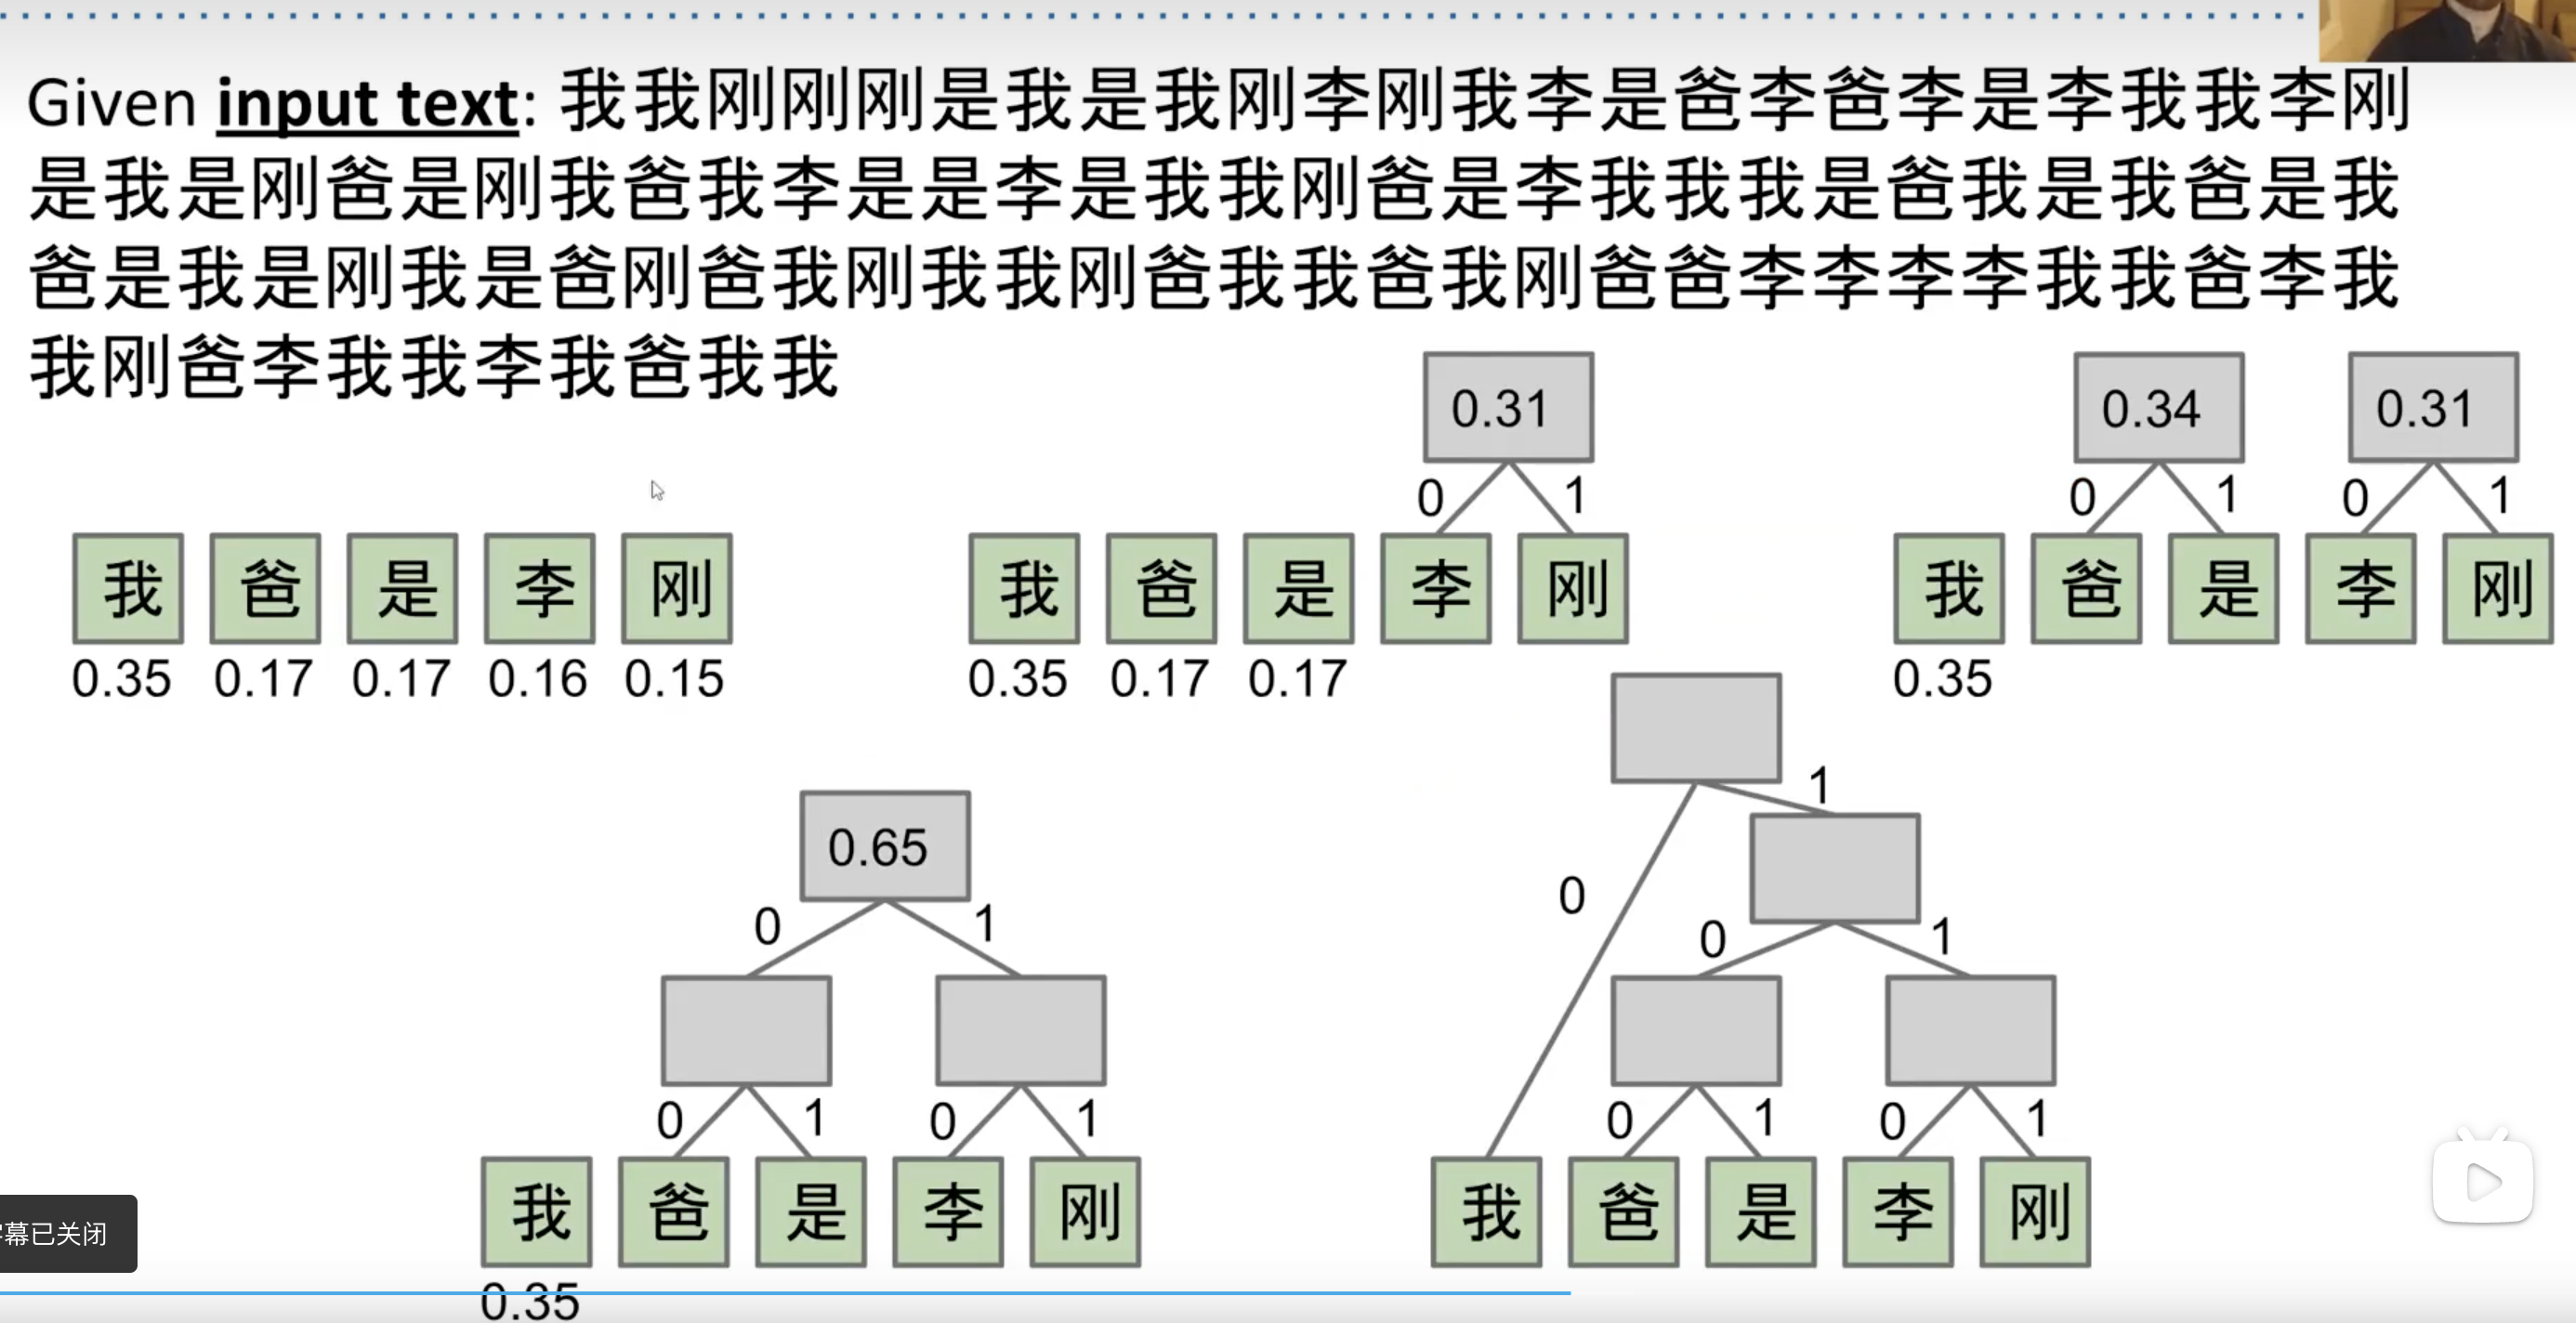 Given input text: 我我刚刚刚是我是我刚李刚我李是爸李爸李是李我我李刚
是我是刚爸是刚我爸我李是是李是我我刚爸是李我我我是爸我是我爸是我
爸是我是刚我是爸刚爸我刚我我刚爸我我爸我刚爸爸李李李李我我爸李我
我刚爸李我我李我爸我我
0.31
0.34 0.31
0 1
0 1 0 1
我 爸 是 李 刚
我 爸 是 李 刚
我 爸 是 李 刚
0.35 0.17 0.17 0.16 0.15
0.35 0.17 0.17
0.35
1
0.65
0
0 1
0 1
0 1 0 1
0 1 0 1
我 爸 是 李 刚
我 爸 是 李 刚
幕已关闭
0.35